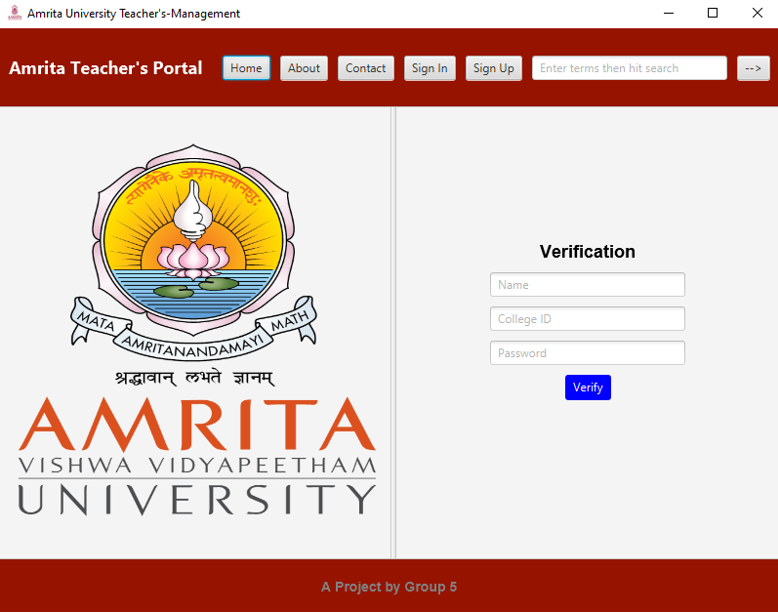 Amrita University Teacher's-Management
Amrita Teacher's Portal
Home
About
Contact
Sign In
Sign Up
Enter terms then hit search
-->
त्यागेनैके अमृतत्वमानशुः
MATA AMRITANANDAMAYI MATH
श्रद्धावान् लभते ज्ञानम्
AMRITA
VISHWA VIDYAPEETHAM
UNIVERSITY
Verification
Name
College ID
Password
Verify
A Project by Group 5